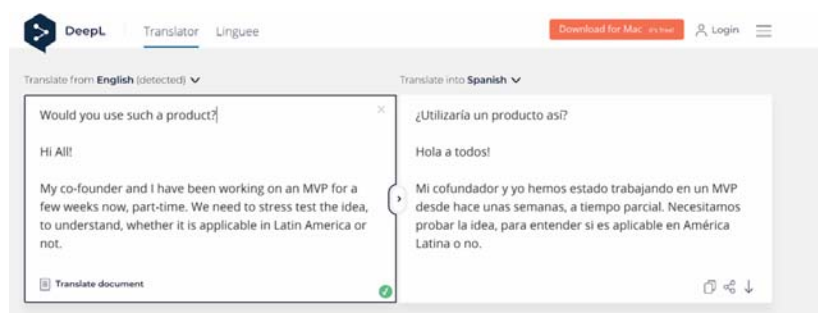 DeepL
Translator
Linguee
Download for Mac It's free!
Login
Translate from English (detected)
Translate into Spanish
Would you use such a product?
Hi All!
My co-founder and I have been working on an MVP for a
few weeks now, part-time. We need to stress test the idea,
to understand, whether it is applicable in Latin America or
not.
Translate document
¿Utilizaría un producto así?
Hola a todos!
Mi cofundador y yo hemos estado trabajando en un MVP
desde hace unas semanas, a tiempo parcial. Necesitamos
probar la idea, para entender si es aplicable en América
Latina o no.